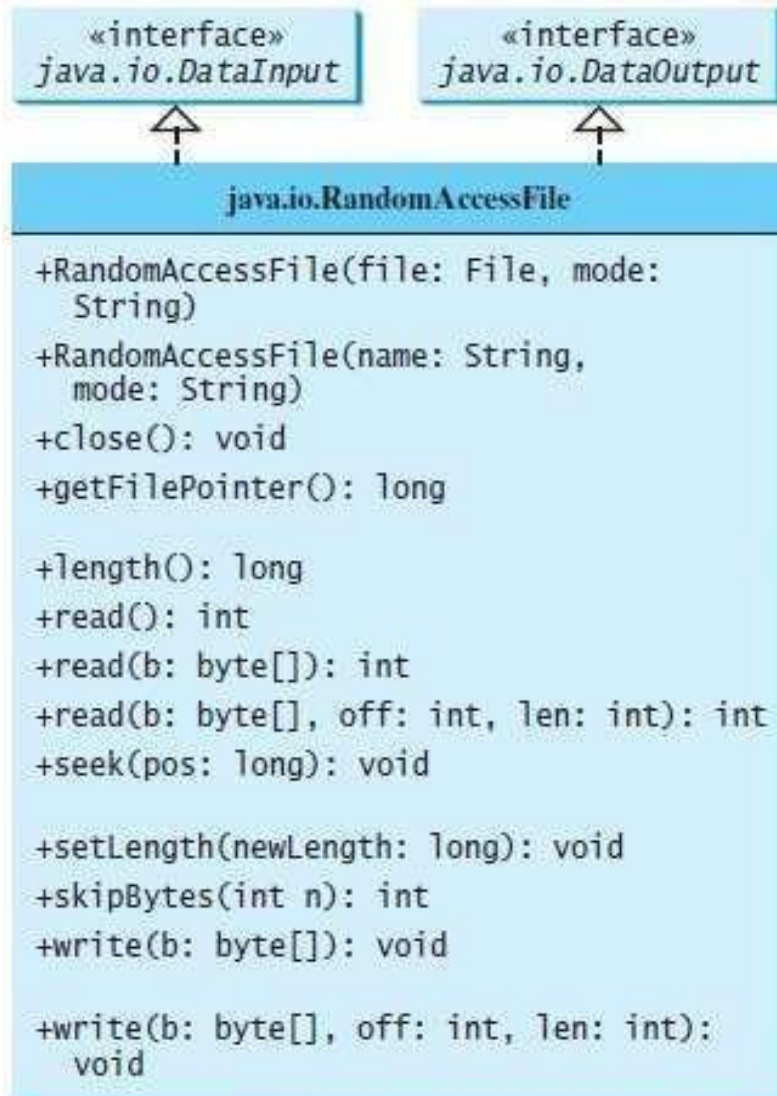 «interface»
java.io.DataInput
«interface»
java.io.DataOutput
java.io.RandomAccessFile
+RandomAccessFile(file: File, mode:
String)
+RandomAccessFile(name: String,
mode: String)
+close(): void
+getFilePointer(): long
+length(): long
+read(): int
+read(b: byte[]): int
+read(b: byte[], off: int, len: int): int
+seek(pos: long): void
+setLength(newLength: long): void
+skipBytes(int n): int
+write(b: byte[]): void
+write(b: byte[], off: int, len: int):
void